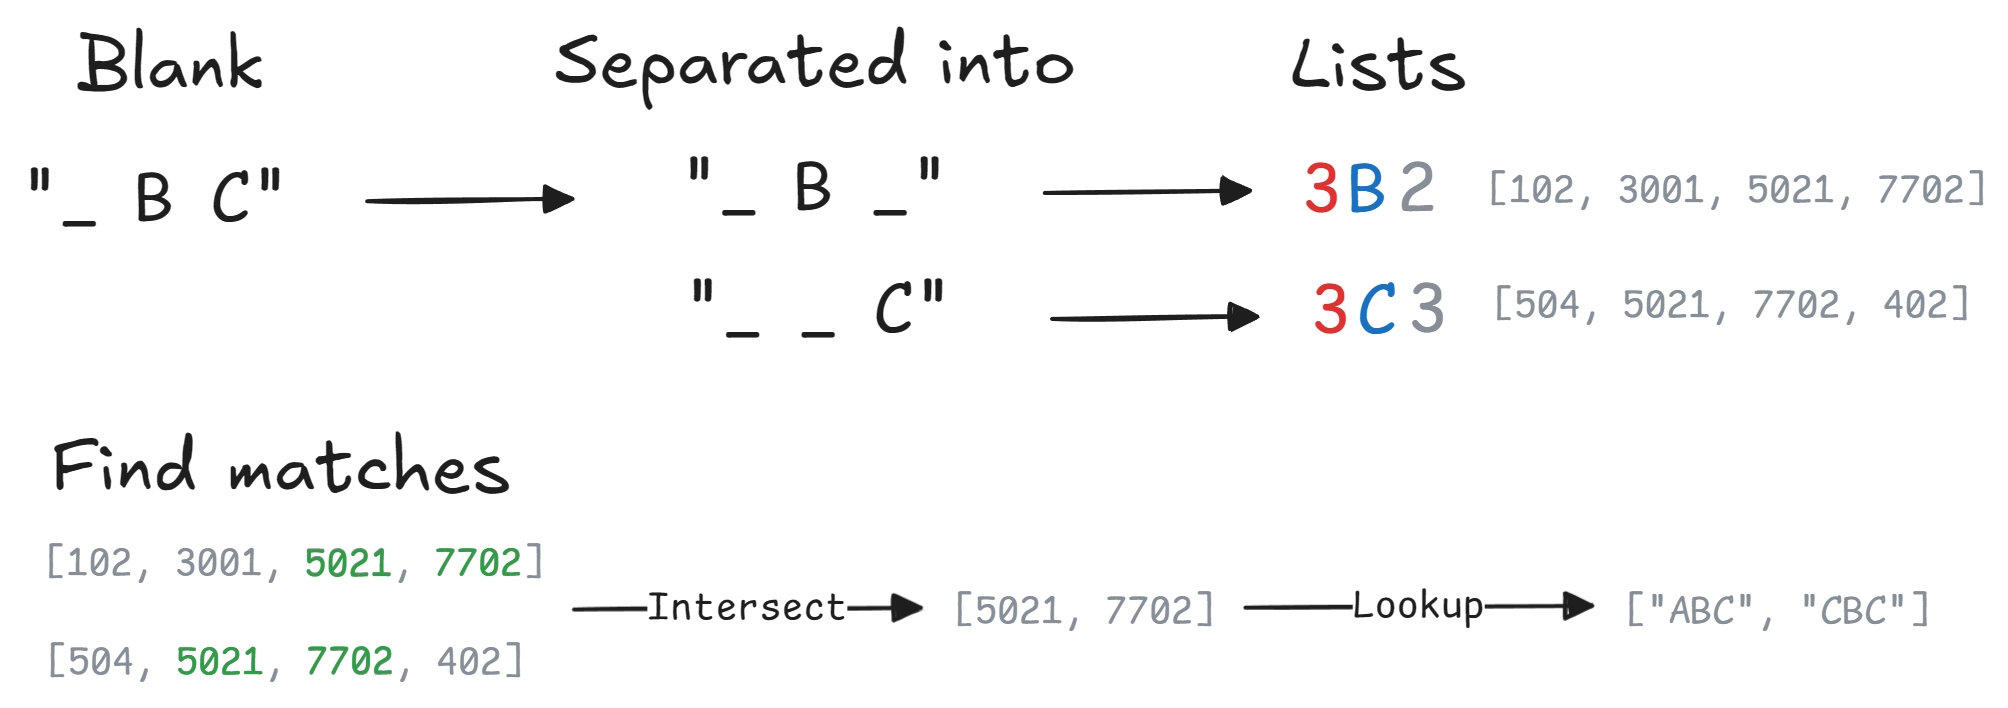 Blank Separated into Lists
"_ B C" "_ B _" 3B2 [102, 3001, 5021, 7702]
"_ _ C" 3C3 [504, 5021, 7702, 402]
Find matches
[102, 3001, 5021, 7702]
Intersect [5021, 7702] Lookup ["ABC", "CBC"]
[504, 5021, 7702, 402]